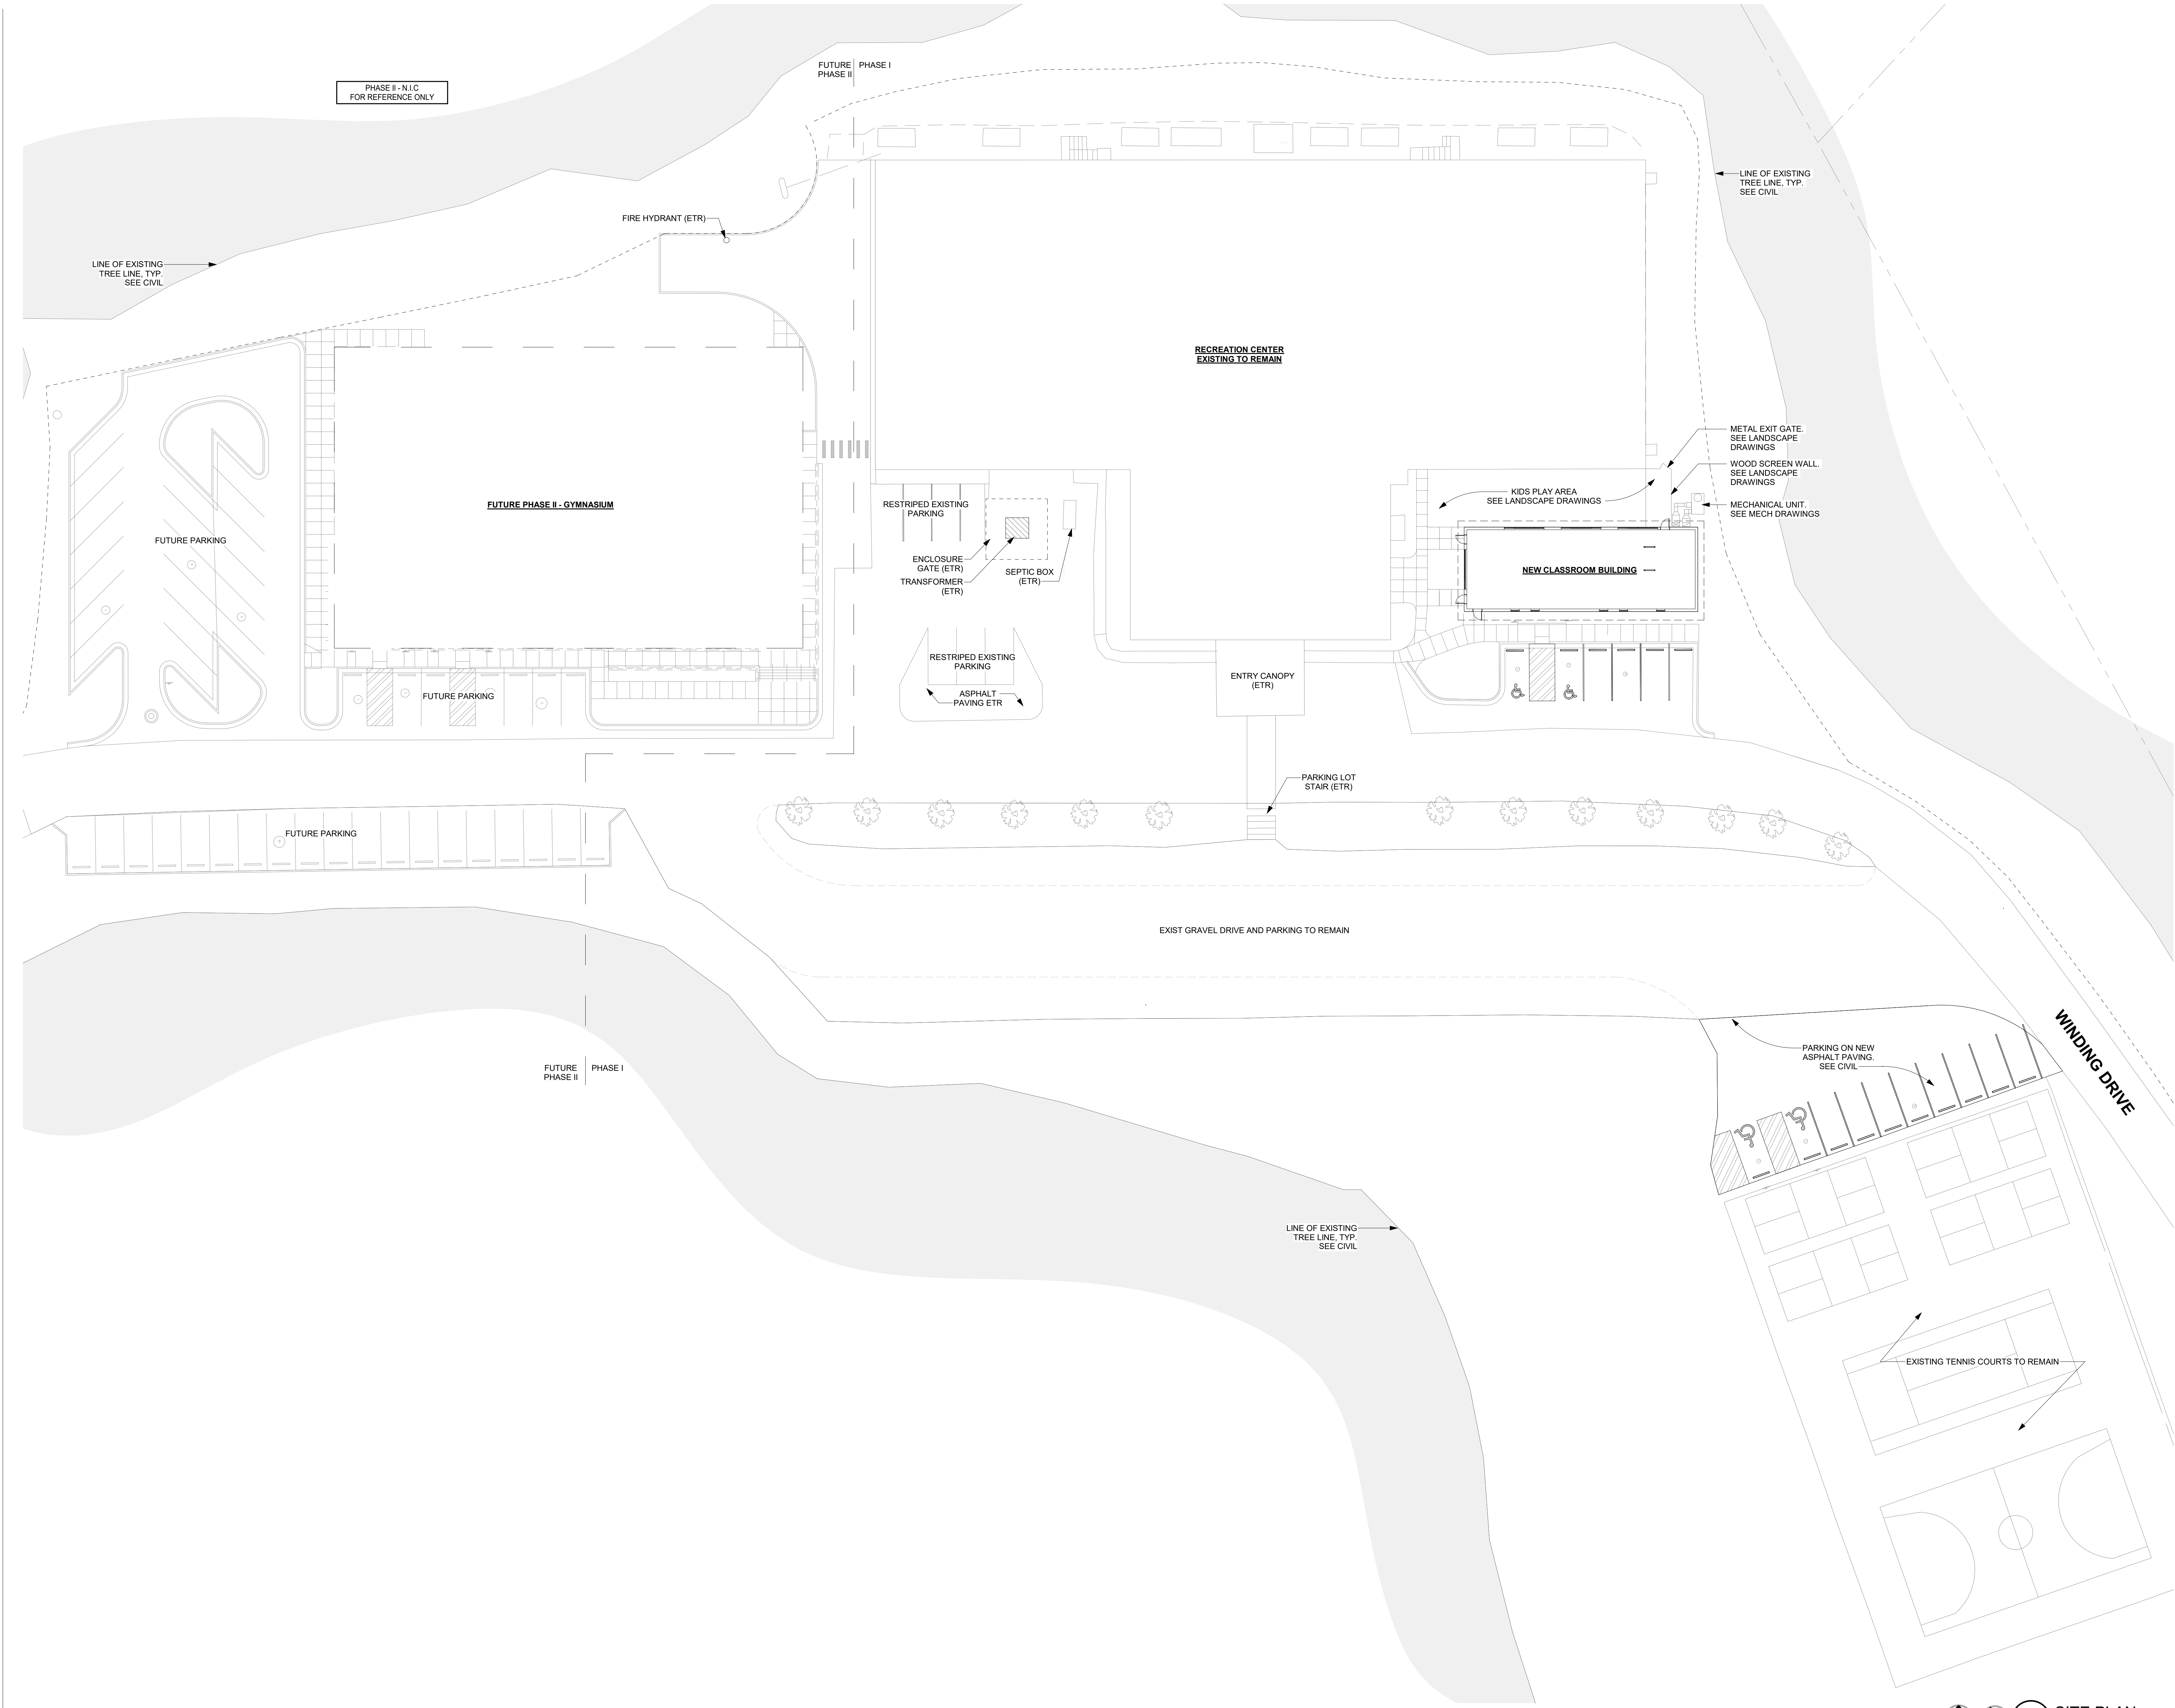 FUTURE
PHASE II
PHASE I
PHASE II - N.I.C
FOR REFERENCE ONLY
LINE OF EXISTING
TREE LINE, TYP.
SEE CIVIL
FIRE HYDRANT (ETR)
LINE OF EXISTING
TREE LINE, TYP.
SEE CIVIL
RECREATION CENTER
EXISTING TO REMAIN
METAL EXIT GATE.
SEE LANDSCAPE
DRAWINGS
WOOD SCREEN WALL.
SEE LANDSCAPE
DRAWINGS
MECHANICAL UNIT.
SEE MECH DRAWINGS
KIDS PLAY AREA
SEE LANDSCAPE DRAWINGS
FUTURE PHASE II - GYMNASIUM
RESTRIPED EXISTING
PARKING
FUTURE PARKING
ENCLOSURE
GATE (ETR)
TRANSFORMER
(ETR)
SEPTIC BOX
(ETR)
NEW CLASSROOM BUILDING
RESTRIPED EXISTING
PARKING
ASPHALT
PAVING ETR
ENTRY CANOPY
(ETR)
FUTURE PARKING
PARKING LOT
STAIR (ETR)
FUTURE PARKING
EXIST GRAVEL DRIVE AND PARKING TO REMAIN
WINDING DRIVE
PARKING ON NEW
ASPHALT PAVING.
SEE CIVIL
FUTURE
PHASE II
PHASE I
LINE OF EXISTING
TREE LINE, TYP.
SEE CIVIL
EXISTING TENNIS COURTS TO REMAIN
SITE PLAN